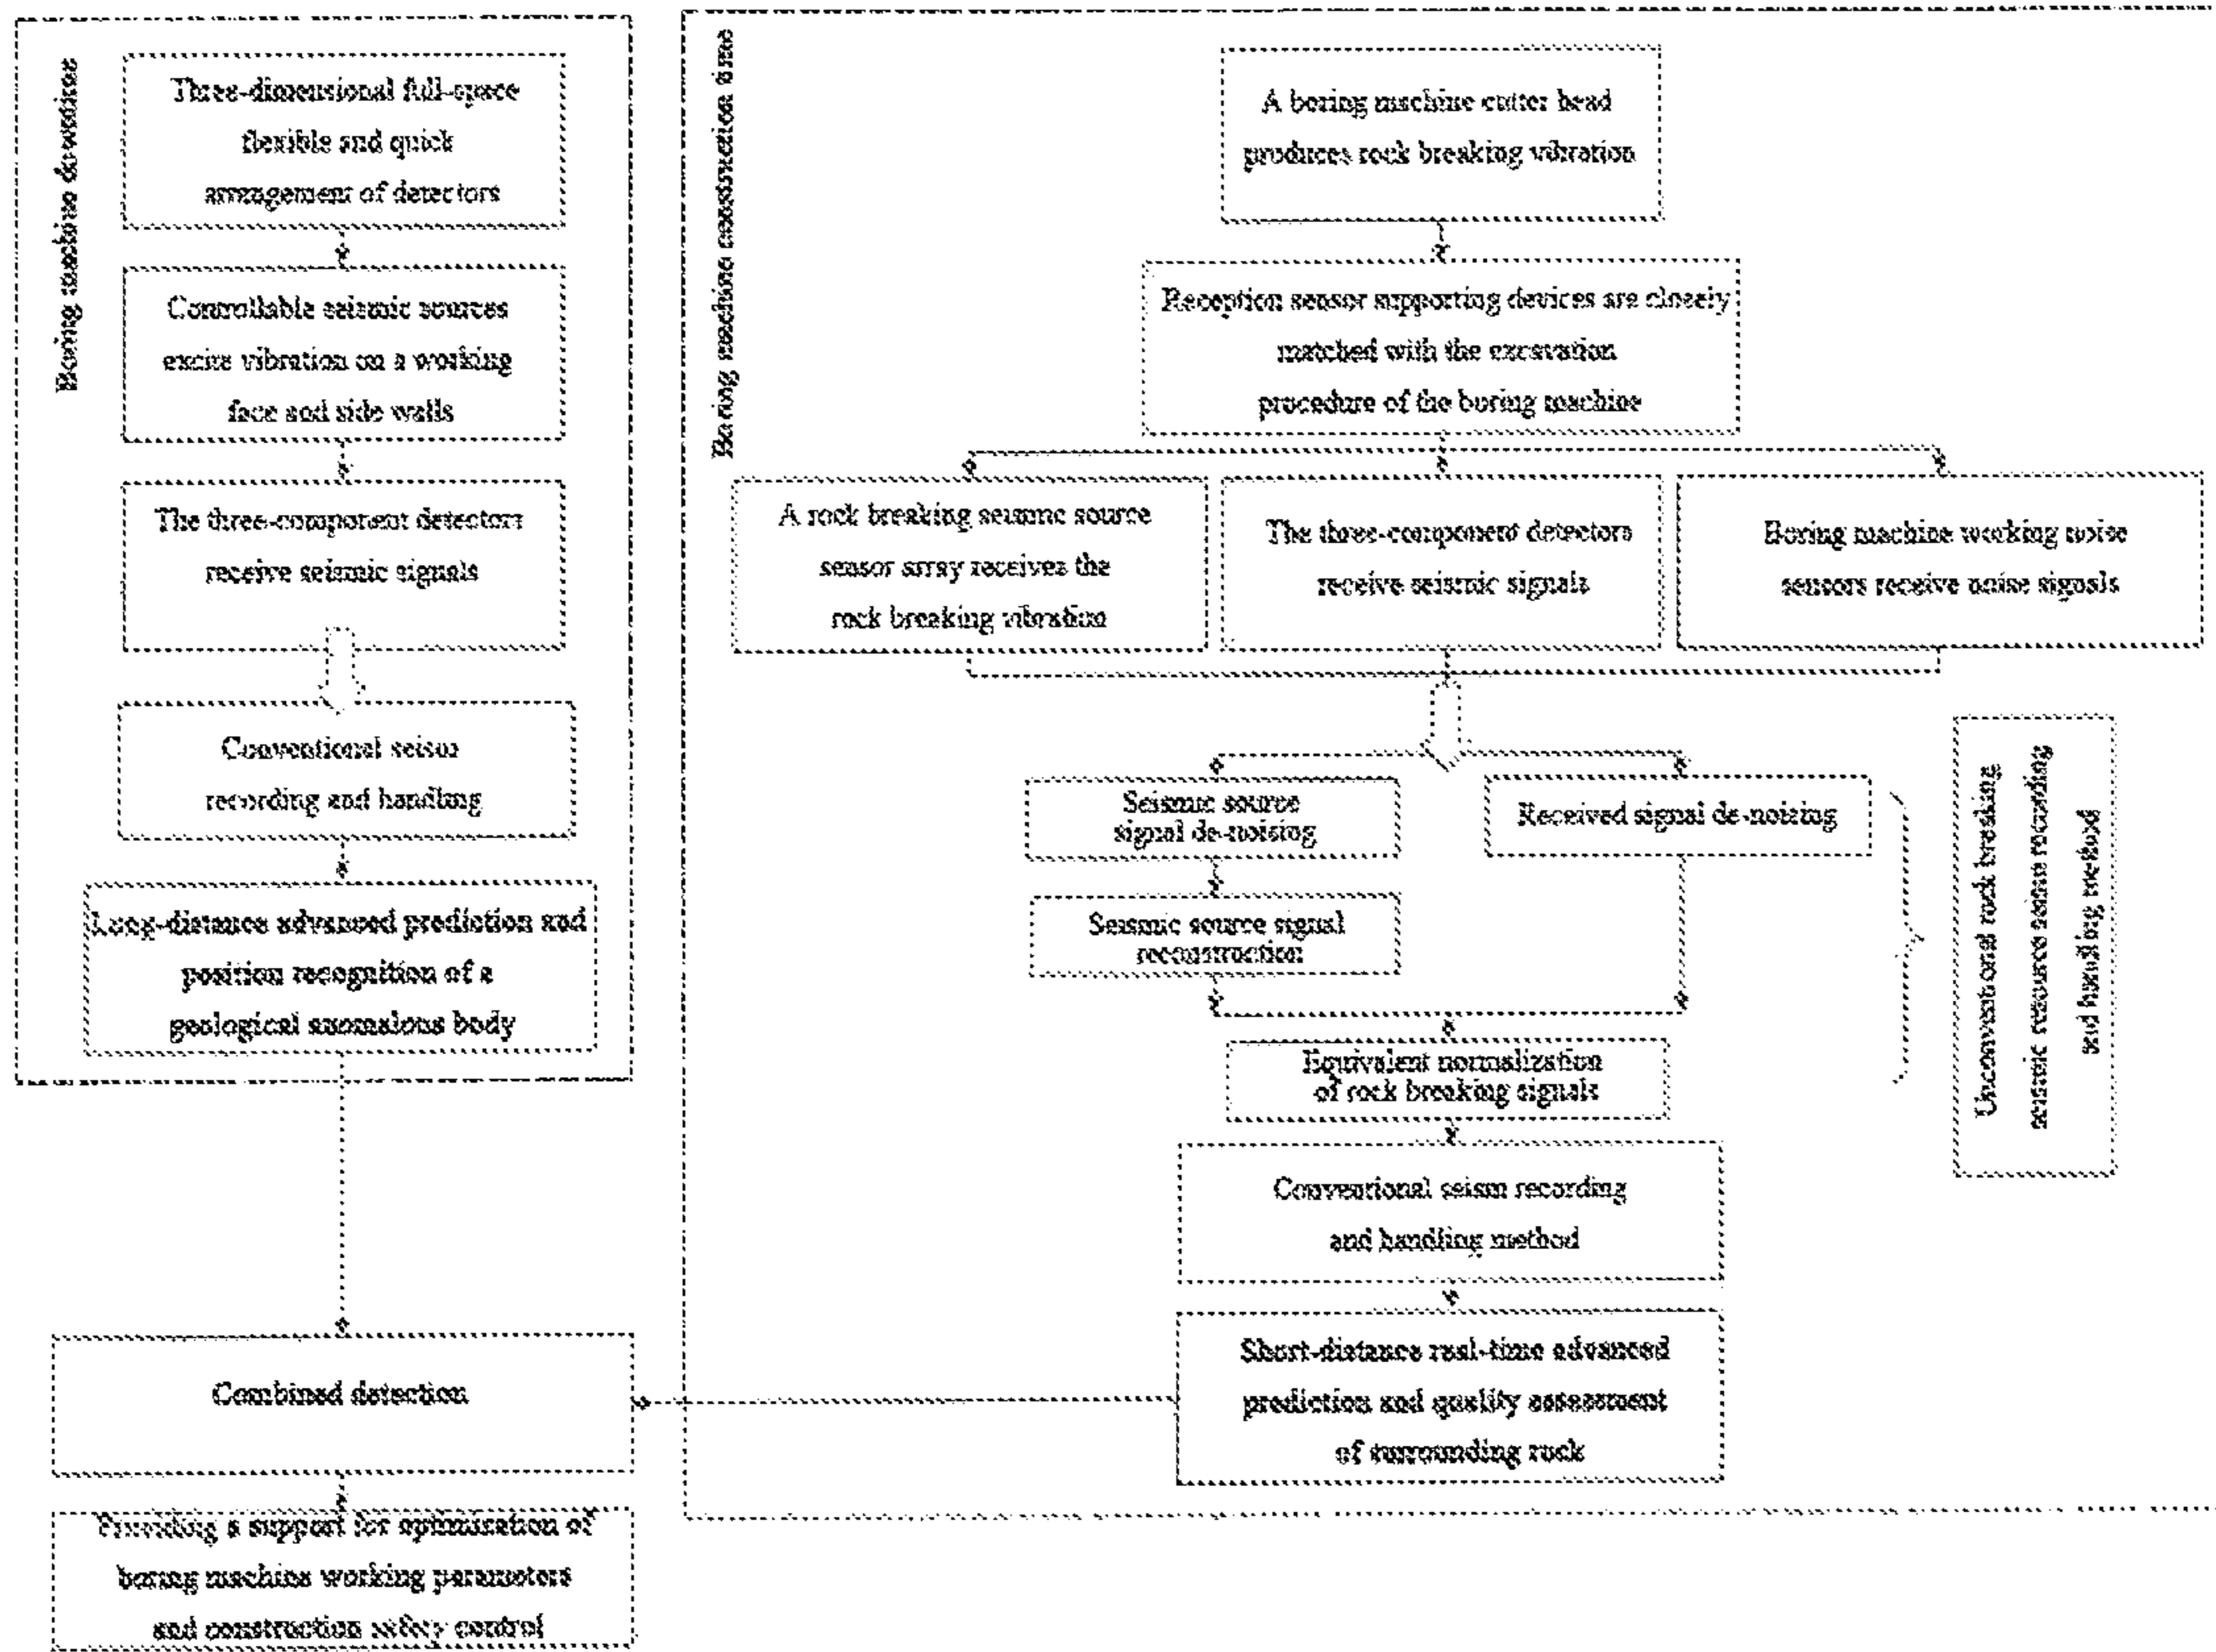 Boring machine downtime
Three-dimensional full-space
flexible and quick
arrangement of detectors
Controllable seismic sources
excite vibration on a working
face and side walls
The three-component detectors
receive seismic signals
Conventional seism
recording and handling
Long-distance advanced prediction and
position recognition of a
geological anomalous body
Combined detection
Providing a support for optimization of
boring machine working parameters
and construction safety control
Boring machine construction time
A boring machine cutter head
produces rock breaking vibration
Reception sensor supporting devices are closely
matched with the excavation
procedure of the boring machine
A rock breaking seismic source
sensor array receives the
rock breaking vibration
The three-component detectors
receive seismic signals
Boring machine working noise
sensors receive noise signals
Seismic source
signal de-noising
Received signal de-noising
Seismic source signal
reconstruction
Equivalent normalization
of rock breaking signals
Conventional seism recording
and handling method
Short-distance real-time advanced
prediction and quality assessment
of surrounding rock
Unconventional rock breaking
seismic resource seism recording
and handling method